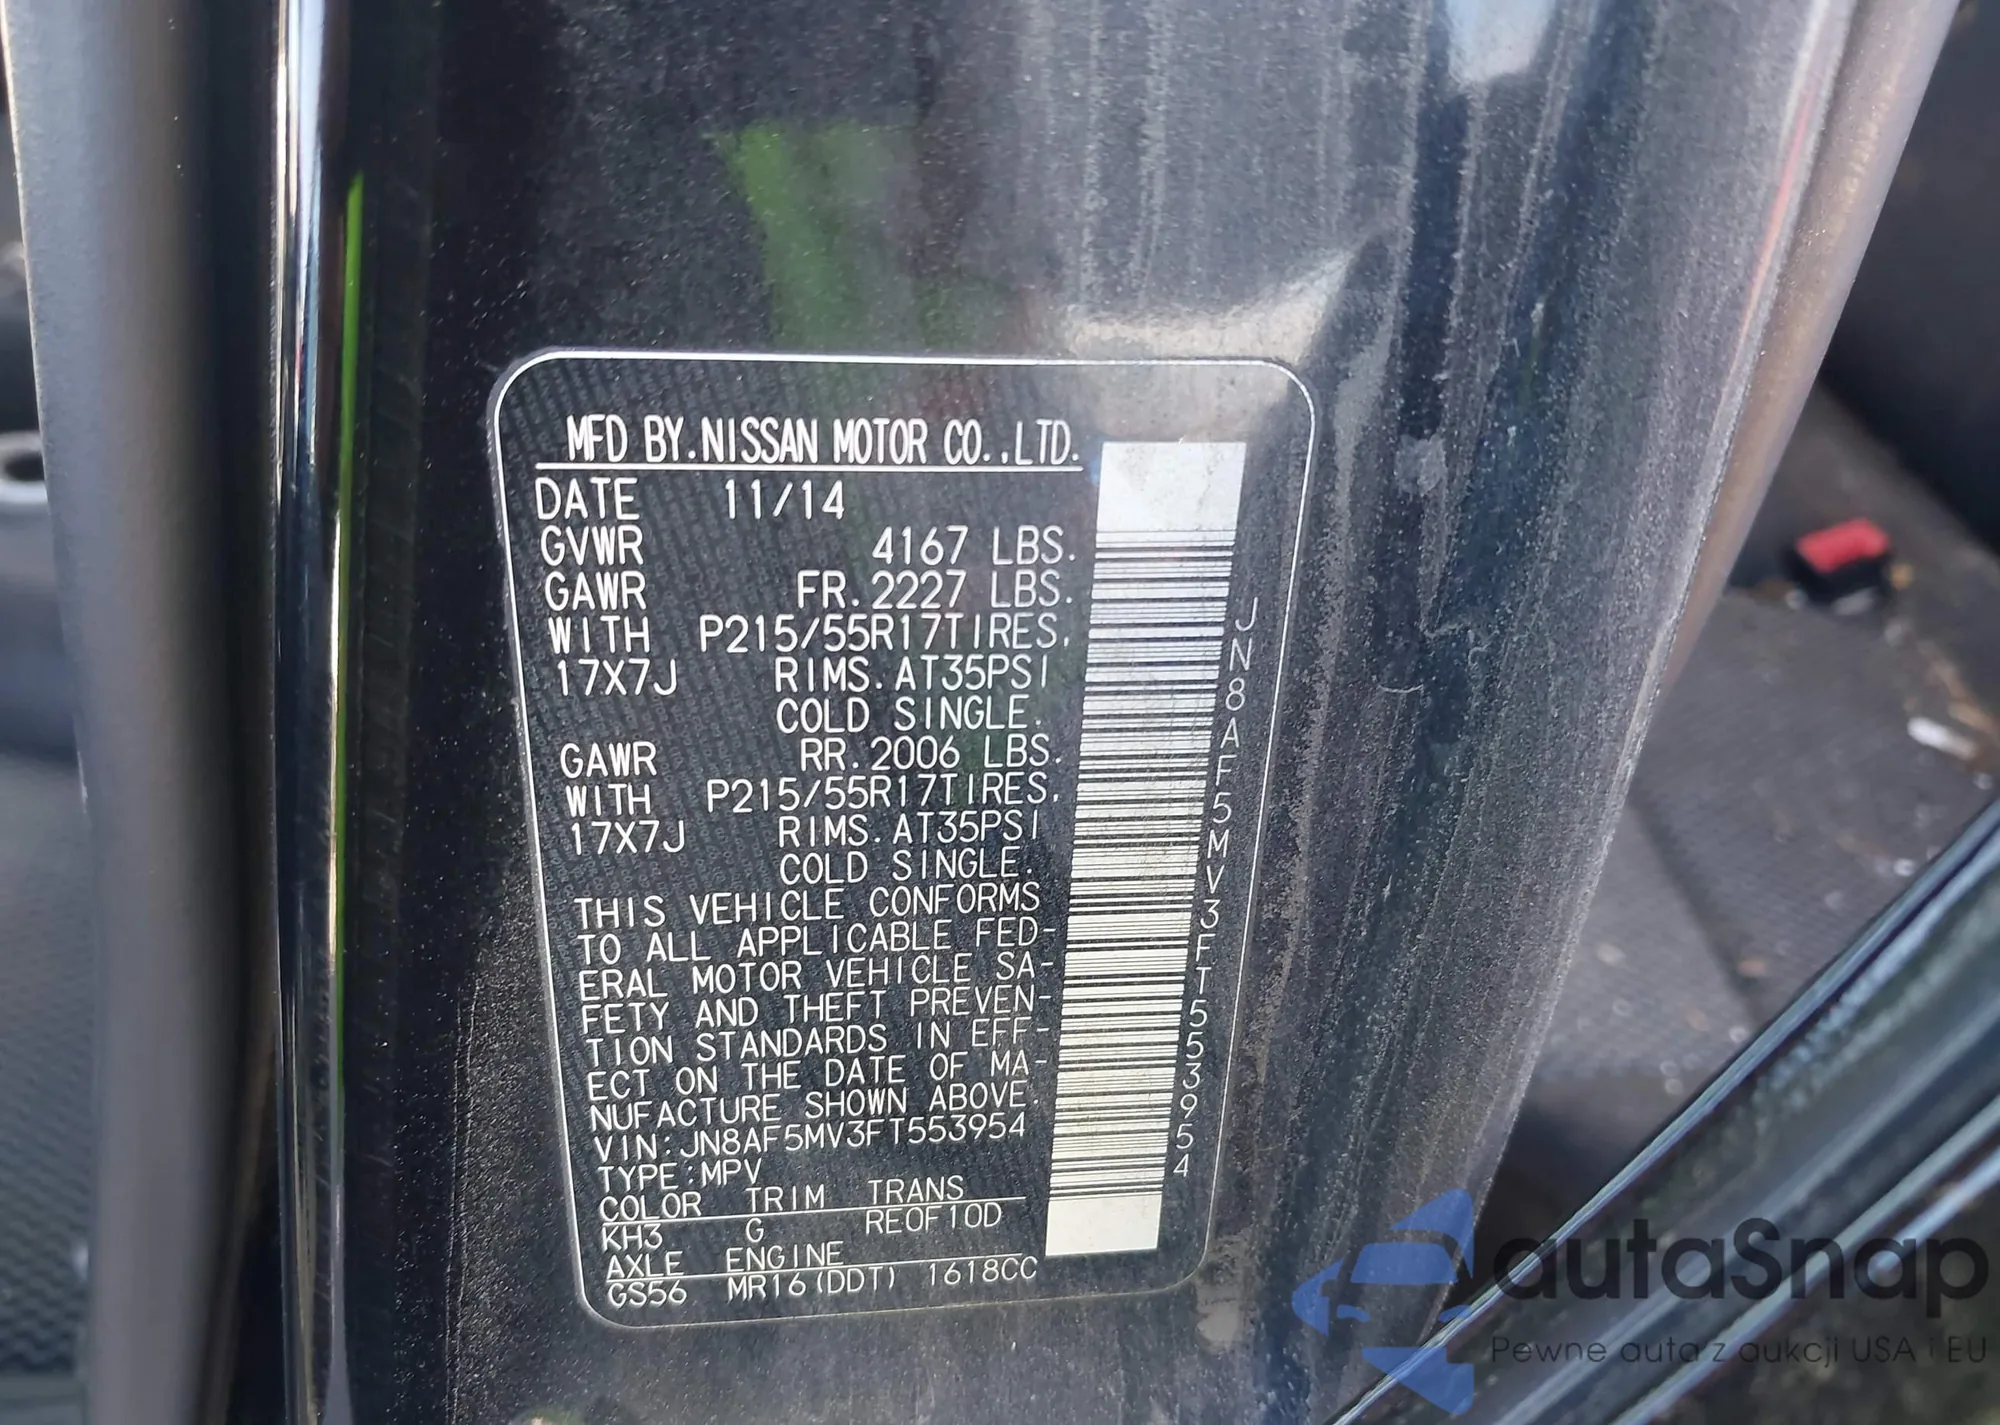 MFD BY.NISSAN MOTOR CO.,LTD.
DATE 11/14
GVWR 4167 LBS.
GAWR FR.2227 LBS.
WITH P215/55R17TIRES,
17X7J RIMS.AT35PSI
COLD SINGLE.
GAWR RR.2006 LBS.
WITH P215/55R17TIRES,
17X7J RIMS.AT35PSI
COLD SINGLE.
THIS VEHICLE CONFORMS
TO ALL APPLICABLE FED-
ERAL MOTOR VEHICLE SA-
FETY AND THEFT PREVEN-
TION STANDARDS IN EFF-
ECT ON THE DATE OF MA-
NUFACTURE SHOWN ABOVE.
VIN:JN8AF5MV3FT553954
TYPE:MPV
COLOR TRIM TRANS
KH3 G RE0F10D
AXLE ENGINE
GS56 MR16(DDT) 1618CC
JN8AF5MV3FT553954
autaSnap
Pewne auta z aukcji USA i EU